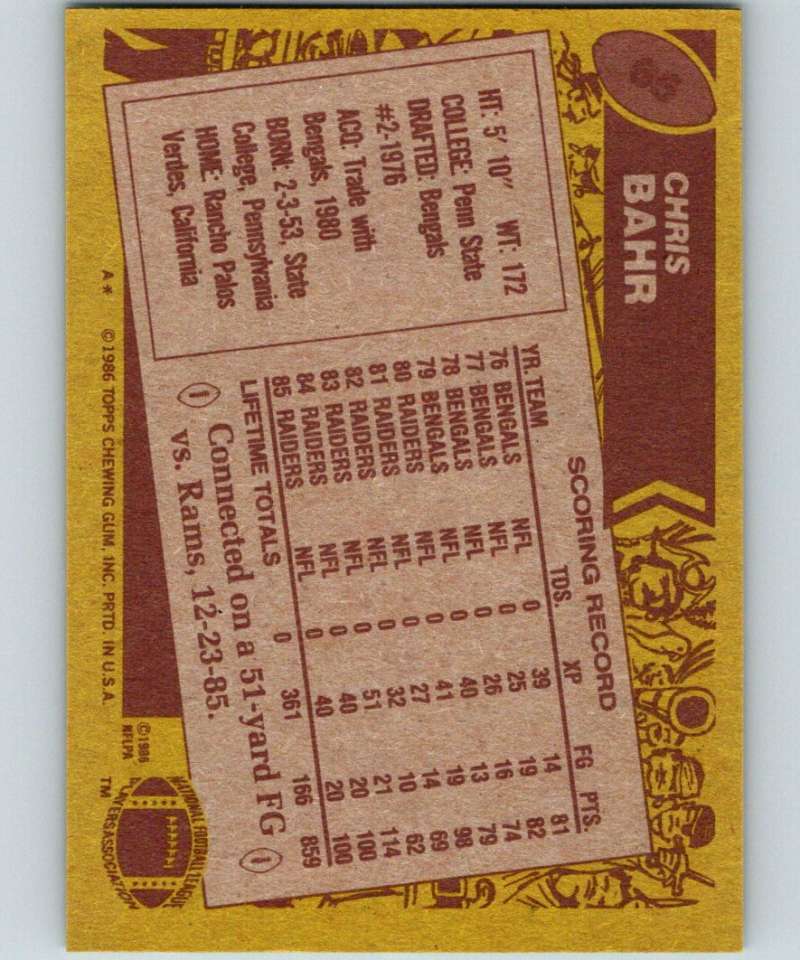 66
CHRIS
BAHR
HT: 5' 10" WT: 172
COLLEGE: Penn State
DRAFTED: Bengals
#2-1976
ACQ: Trade with
Bengals, 1980
BORN: 2-3-53, State
College, Pennsylvania
HOME: Rancho Palos
Verdes, California
SCORING RECORD
YR. TEAM TDS. XP FG PTS.
76 BENGALS NFL 0 39 14 81
77 BENGALS NFL 0 25 19 82
78 BENGALS NFL 0 26 16 74
79 BENGALS NFL 0 40 13 79
80 RAIDERS NFL 0 41 19 98
81 RAIDERS NFL 0 27 14 69
82 RAIDERS NFL 0 32 10 62
83 RAIDERS NFL 0 51 21 114
84 RAIDERS NFL 0 40 20 100
85 RAIDERS NFL 0 40 20 100
LIFETIME TOTALS 0 361 166 859
Connected on a 51-yard FG
vs. Rams, 12-23-85.
A* ©1986 TOPPS CHEWING GUM, INC. PRTD. IN U.S.A.
©1986
NFLPA
NATIONAL FOOTBALL LEAGUE
PLAYERS ASSOCIATION
TM